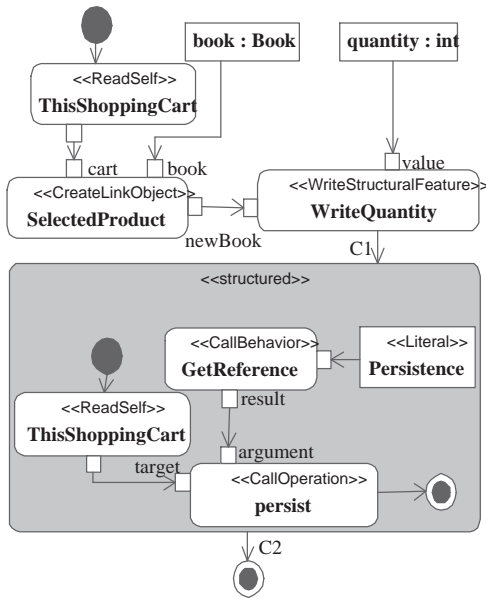 book : Book
quantity : int
<<ReadSelf>>
ThisShoppingCart
cart
book
value
<<CreateLinkObject>>
SelectedProduct
<<WriteStructuralFeature>>
WriteQuantity
newBook
C1
<<structured>>
<<CallBehavior>>
GetReference
<<Literal>>
Persistence
result
<<ReadSelf>>
ThisShoppingCart
target
argument
<<CallOperation>>
persist
C2